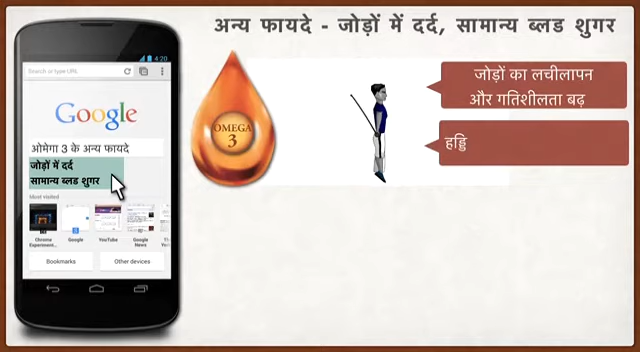 अन्य फायदे - जोड़ों में दर्द, सामान्य ब्लड शुगर
4:20
Search or type URL
Google
ओमेगा 3 के अन्य फायदे
जोड़ों में दर्द
सामान्य ब्लड शुगर
Most visited
Chrome Experiment...
Google
YouTube
Google News
Bookmarks
Other devices
OMEGA
3
जोड़ों का लचीलापन
और गतिशीलता बढ़
हड्डि